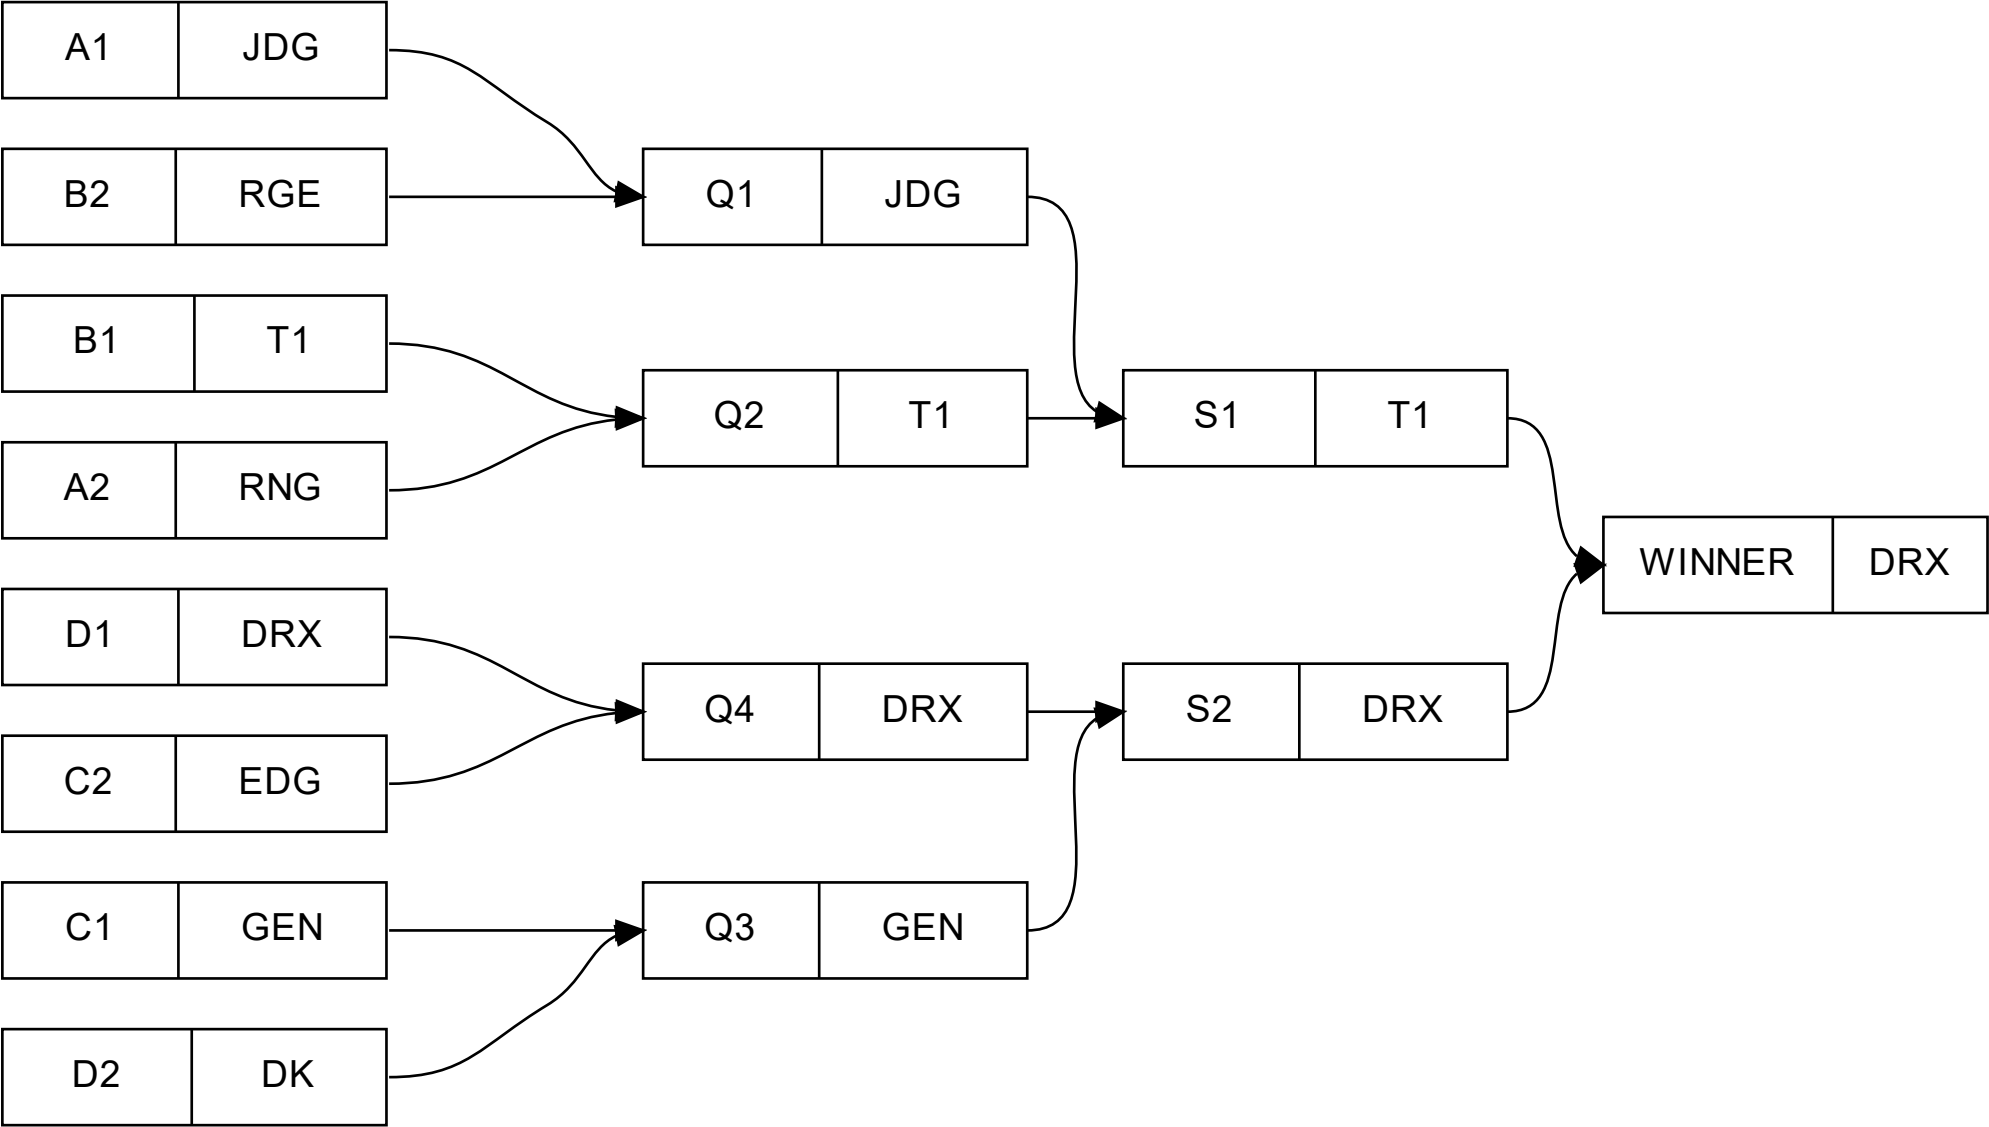 A1 JDG
B2 RGE
B1 T1
A2 RNG
D1 DRX
C2 EDG
C1 GEN
D2 DK
Q1 JDG
Q2 T1
Q4 DRX
Q3 GEN
S1 T1
S2 DRX
WINNER DRX